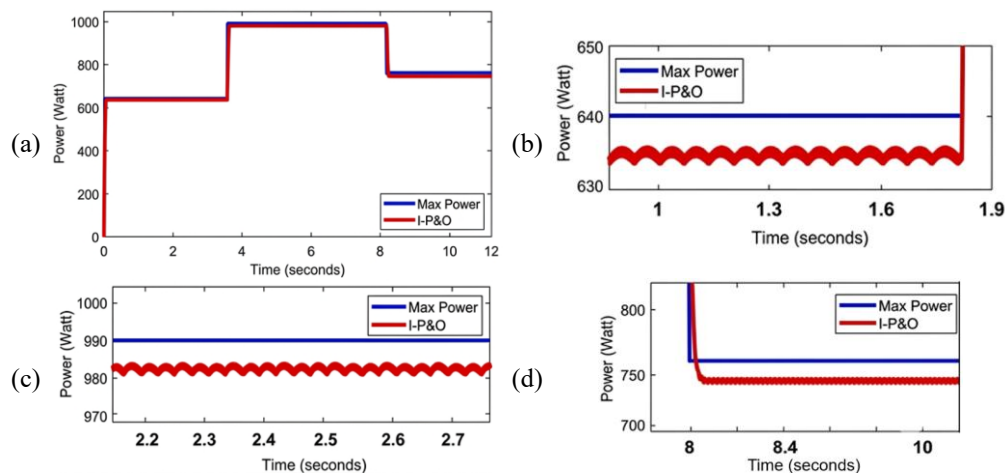 (a)
Power (Watt)
1000
800
600
400
200
0
Max Power
I-P&O
0 2 4 6 8 10 12
Time (seconds)
(b)
Power (Watt)
650
640
630
Max Power
I-P&O
1 1.3 1.6 1.9
Time (seconds)
(c)
Power (Watt)
1000
990
980
970
Max Power
I-P&O
2.2 2.3 2.4 2.5 2.6 2.7
Time (seconds)
(d)
Power (Watt)
800
750
700
Max Power
I-P&O
8 8.4 10
Time (seconds)